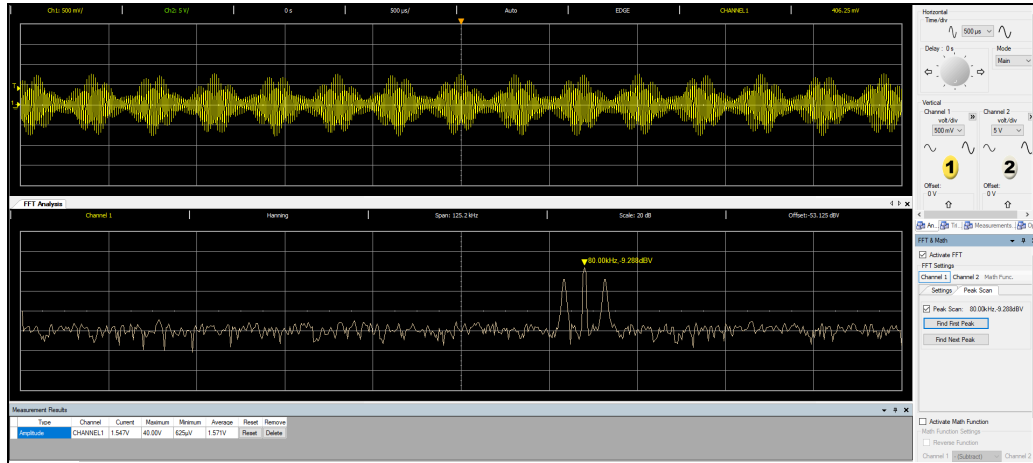 Ch1: 500 mV/ Ch2: 5 V/ 0 s 500 µs/ Auto EDGE CHANNEL1 406.25 mV
Horizontal
Time/div
500 µs
Delay : 0 s Mode
Main
T
1
Vertical
Channel 1 Channel 2
volt/div volt/div
500 mV 5 V
1 2
Offset: Offset:
0 V 0 V
FFT Analysis
Channel 1 Hanning Span: 125.2 kHz Scale: 20 dB Offset:-53.125 dBV
An... Tri... Measurements...
80.00kHz,-9.288dBV
FFT & Math
Activate FFT
FFT Settings
Channel 1 Channel 2 Math Func.
Settings Peak Scan
Peak Scan: 80.00kHz,-9.288dBV
Find First Peak
Find Next Peak
Measurement Results
Type Channel Current Maximum Minimum Average Reset Remove
Amplitude CHANNEL1 1.547V 40.00V 625µV 1.571V Reset Delete
Activate Math Function
Math Function Settings
Reverse Function
Channel 1 - (Subtract) Channel 2